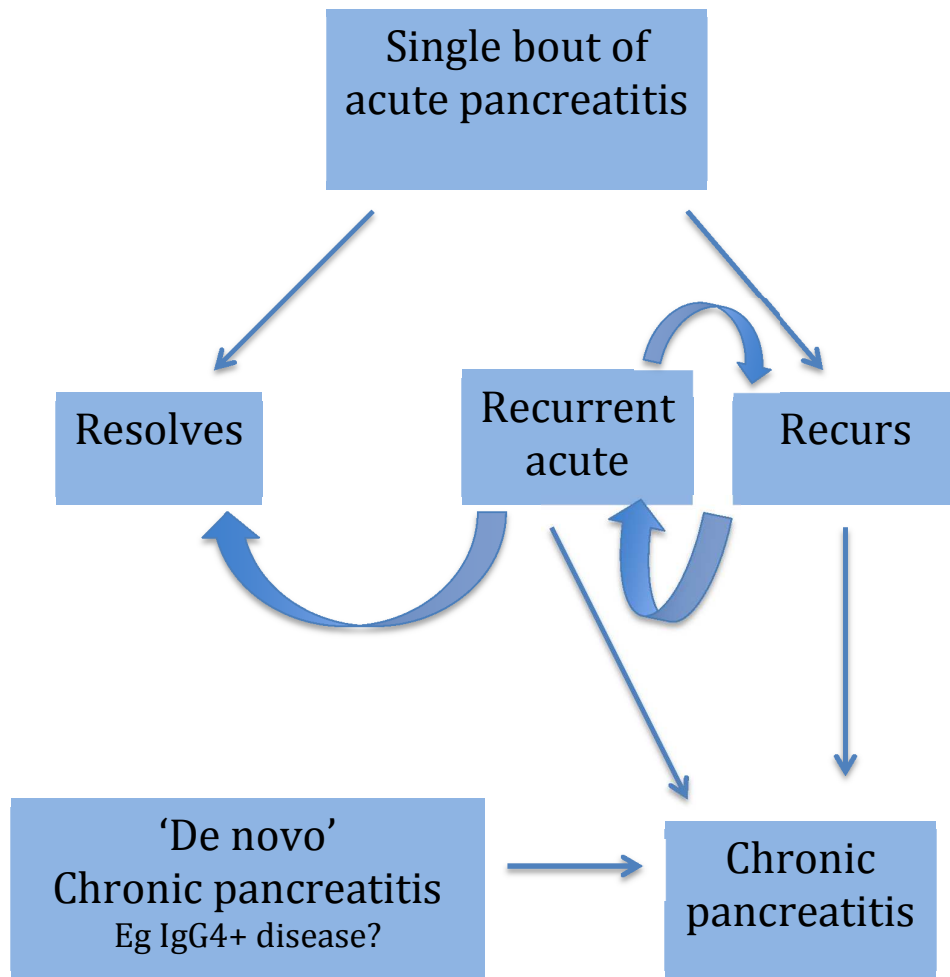 Single bout of
acute pancreatitis
Resolves
Recurrent
acute
Recurs
‘De novo’
Chronic pancreatitis
Eg IgG4+ disease?
Chronic
pancreatitis